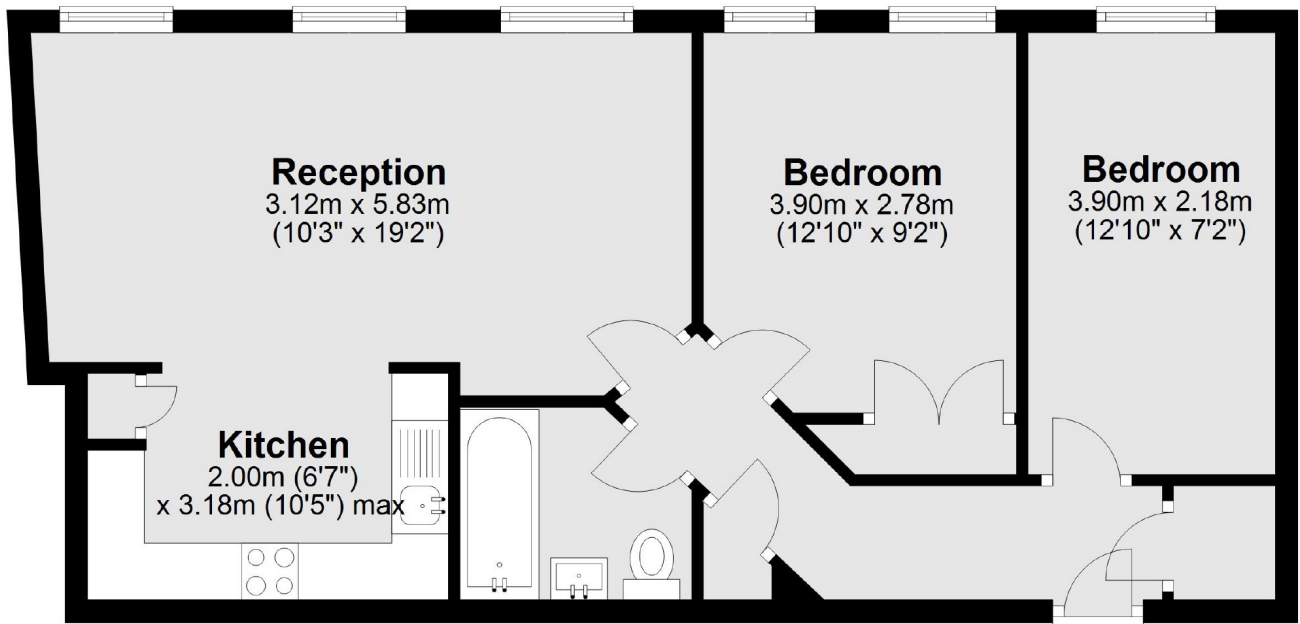 Reception
3.12m x 5.83m
(10'3" x 19'2")
Bedroom
3.90m x 2.78m
(12'10" x 9'2")
Bedroom
3.90m x 2.18m
(12'10" x 7'2")
Kitchen
2.00m (6'7")
x 3.18m (10'5") max